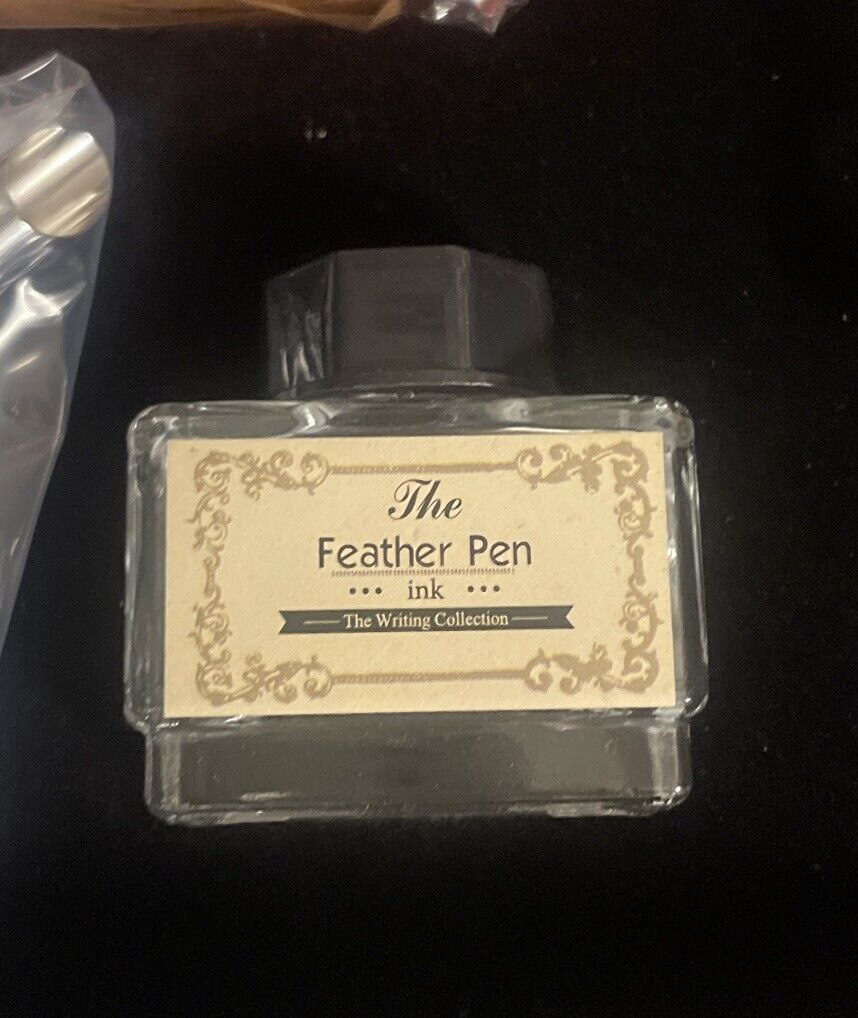 The
Feather Pen
••• ink •••
The Writing Collection